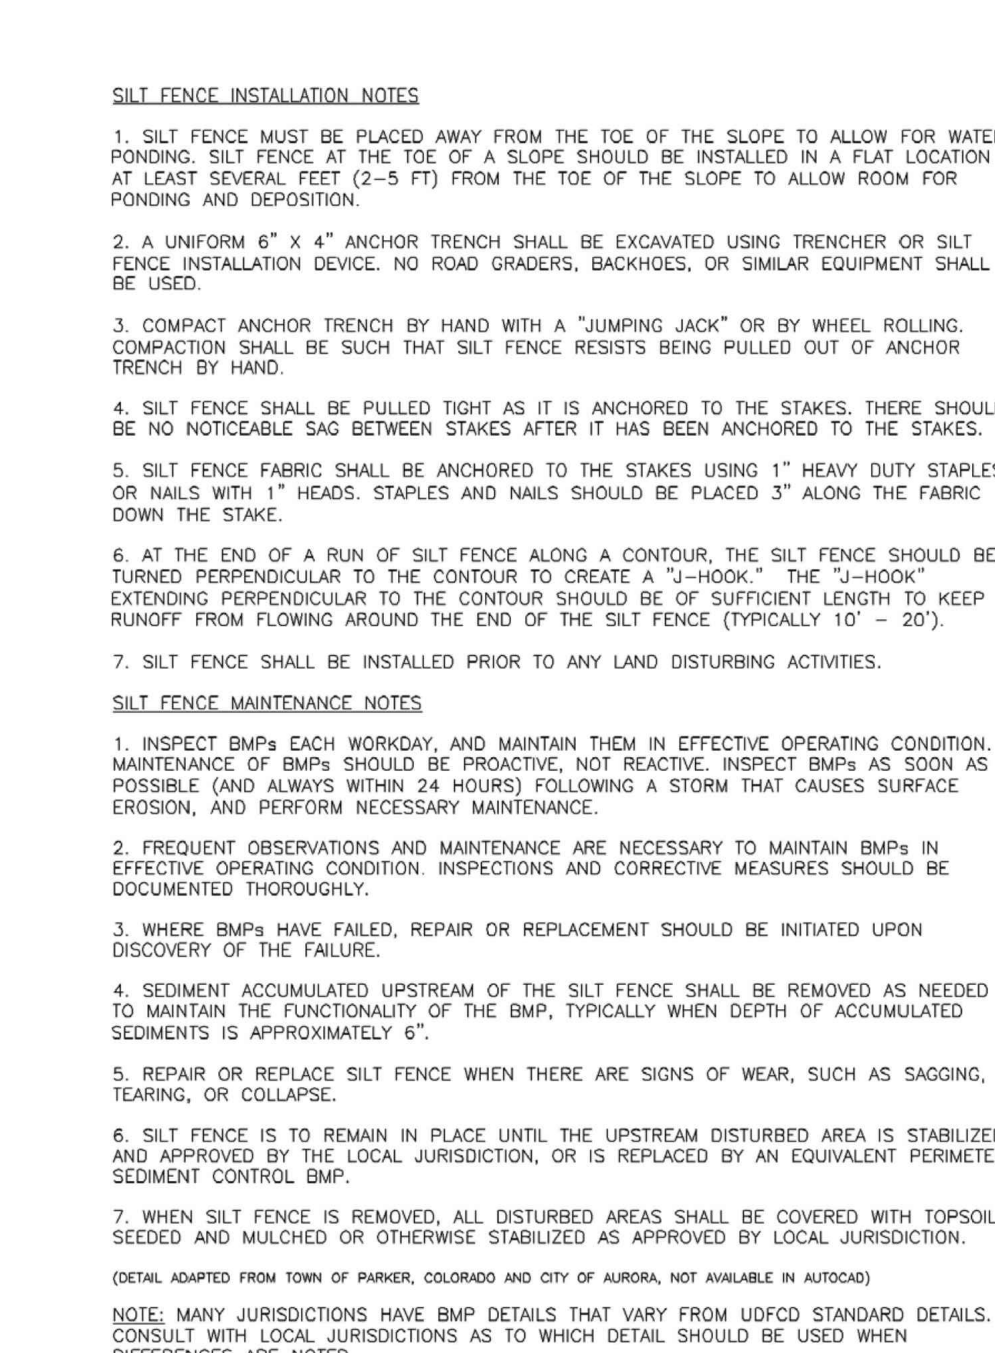 SILT FENCE INSTALLATION NOTES
1. SILT FENCE MUST BE PLACED AWAY FROM THE TOE OF THE SLOPE TO ALLOW FOR WATE
PONDING. SILT FENCE AT THE TOE OF A SLOPE SHOULD BE INSTALLED IN A FLAT LOCATION
AT LEAST SEVERAL FEET (2–5 FT) FROM THE TOE OF THE SLOPE TO ALLOW ROOM FOR
PONDING AND DEPOSITION.
2. A UNIFORM 6" X 4" ANCHOR TRENCH SHALL BE EXCAVATED USING TRENCHER OR SILT
FENCE INSTALLATION DEVICE. NO ROAD GRADERS, BACKHOES, OR SIMILAR EQUIPMENT SHALL
BE USED.
3. COMPACT ANCHOR TRENCH BY HAND WITH A "JUMPING JACK" OR BY WHEEL ROLLING.
COMPACTION SHALL BE SUCH THAT SILT FENCE RESISTS BEING PULLED OUT OF ANCHOR
TRENCH BY HAND.
4. SILT FENCE SHALL BE PULLED TIGHT AS IT IS ANCHORED TO THE STAKES. THERE SHOUL
BE NO NOTICEABLE SAG BETWEEN STAKES AFTER IT HAS BEEN ANCHORED TO THE STAKES.
5. SILT FENCE FABRIC SHALL BE ANCHORED TO THE STAKES USING 1" HEAVY DUTY STAPLES
OR NAILS WITH 1" HEADS. STAPLES AND NAILS SHOULD BE PLACED 3" ALONG THE FABRIC
DOWN THE STAKE.
6. AT THE END OF A RUN OF SILT FENCE ALONG A CONTOUR, THE SILT FENCE SHOULD BE
TURNED PERPENDICULAR TO THE CONTOUR TO CREATE A "J–HOOK." THE "J–HOOK"
EXTENDING PERPENDICULAR TO THE CONTOUR SHOULD BE OF SUFFICIENT LENGTH TO KEEP
RUNOFF FROM FLOWING AROUND THE END OF THE SILT FENCE (TYPICALLY 10' – 20').
7. SILT FENCE SHALL BE INSTALLED PRIOR TO ANY LAND DISTURBING ACTIVITIES.
SILT FENCE MAINTENANCE NOTES
1. INSPECT BMPs EACH WORKDAY, AND MAINTAIN THEM IN EFFECTIVE OPERATING CONDITION.
MAINTENANCE OF BMPs SHOULD BE PROACTIVE, NOT REACTIVE. INSPECT BMPs AS SOON AS
POSSIBLE (AND ALWAYS WITHIN 24 HOURS) FOLLOWING A STORM THAT CAUSES SURFACE
EROSION, AND PERFORM NECESSARY MAINTENANCE.
2. FREQUENT OBSERVATIONS AND MAINTENANCE ARE NECESSARY TO MAINTAIN BMPs IN
EFFECTIVE OPERATING CONDITION. INSPECTIONS AND CORRECTIVE MEASURES SHOULD BE
DOCUMENTED THOROUGHLY.
3. WHERE BMPs HAVE FAILED, REPAIR OR REPLACEMENT SHOULD BE INITIATED UPON
DISCOVERY OF THE FAILURE.
4. SEDIMENT ACCUMULATED UPSTREAM OF THE SILT FENCE SHALL BE REMOVED AS NEEDED
TO MAINTAIN THE FUNCTIONALITY OF THE BMP, TYPICALLY WHEN DEPTH OF ACCUMULATED
SEDIMENTS IS APPROXIMATELY 6".
5. REPAIR OR REPLACE SILT FENCE WHEN THERE ARE SIGNS OF WEAR, SUCH AS SAGGING,
TEARING, OR COLLAPSE.
6. SILT FENCE IS TO REMAIN IN PLACE UNTIL THE UPSTREAM DISTURBED AREA IS STABILIZE
AND APPROVED BY THE LOCAL JURISDICTION, OR IS REPLACED BY AN EQUIVALENT PERIMETE
SEDIMENT CONTROL BMP.
7. WHEN SILT FENCE IS REMOVED, ALL DISTURBED AREAS SHALL BE COVERED WITH TOPSOIL
SEEDED AND MULCHED OR OTHERWISE STABILIZED AS APPROVED BY LOCAL JURISDICTION.
(DETAIL ADAPTED FROM TOWN OF PARKER, COLORADO AND CITY OF AURORA, NOT AVAILABLE IN AUTOCAD)
NOTE: MANY JURISDICTIONS HAVE BMP DETAILS THAT VARY FROM UDFCD STANDARD DETAILS.
CONSULT WITH LOCAL JURISDICTIONS AS TO WHICH DETAIL SHOULD BE USED WHEN